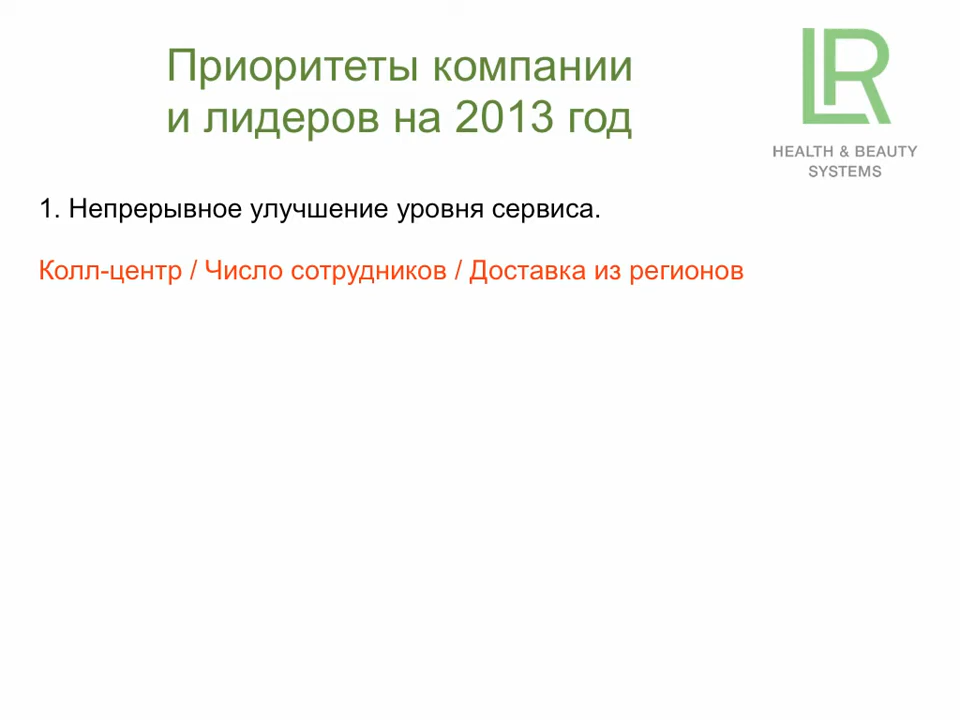 Приоритеты компании
и лидеров на 2013 год
LR
HEALTH & BEAUTY
SYSTEMS
1. Непрерывное улучшение уровня сервиса.
Колл-центр / Число сотрудников / Доставка из регионов